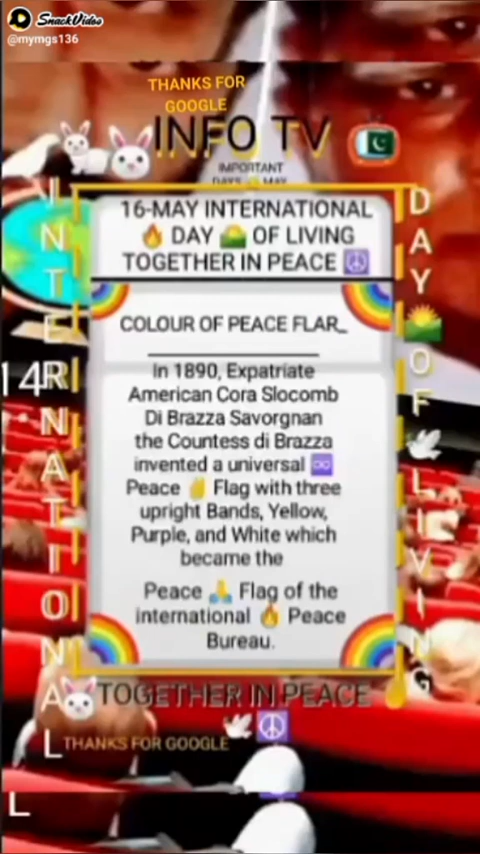 SnackVideo
@mymgs136
THANKS FOR
GOOGLE
INFO TV
IMPORTANT
DAYS MAY
INTERNATIONAL
16-MAY INTERNATIONAL
🔥 DAY 🌄 OF LIVING
TOGETHER IN PEACE ☮️
COLOUR OF PEACE FLAR_
In 1890, Expatriate
American Cora Slocomb
Di Brazza Savorgnan
the Countess di Brazza
invented a universal ♾️
Peace ✌️ Flag with three
upright Bands, Yellow,
Purple, and White which
became the
Peace 🙏 Flag of the
international 🔥 Peace
Bureau.
DAY 🌄 OF 🕊️ LIVING
14
TOGETHER IN PEACE
THANKS FOR GOOGLE
L